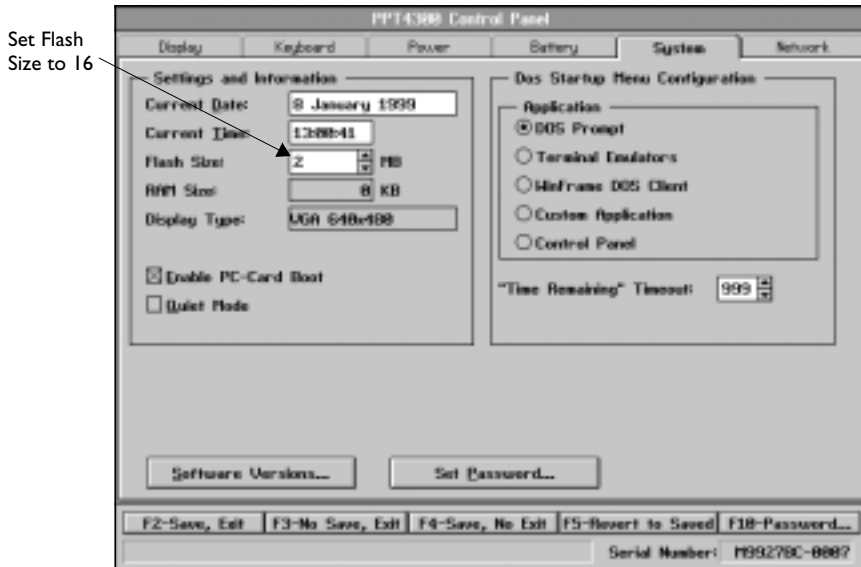 Set Flash
Size to 16
PPT4300 Control Panel
Display Keyboard Power Battery System Network
Settings and Information
Current Date: 8 January 1999
Current Time: 13:00:41
Flash Size: 2 MB
RAM Size: 0 KB
Display Type: VGA 640x480
Enable PC-Card Boot
Quiet Mode
Dos Startup Menu Configuration
Application
DOS Prompt
Terminal Emulators
WinFrame DOS Client
Custom Application
Control Panel
"Time Remaining" Timeout: 999
Software Versions... Set Password...
F2-Save, Exit F3-No Save, Exit F4-Save, No Exit F5-Revert to Saved F10-Password...
Serial Number: M9927BC-0007